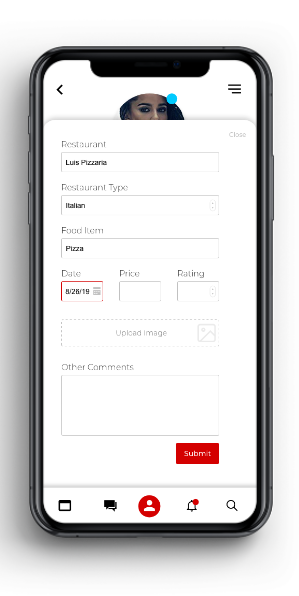 Close
Restaurant
Luis Pizzaria
Restaurant Type
Italian
Food Item
Pizza
Date Price Rating
8/26/19
Upload Image
Other Comments
Submit